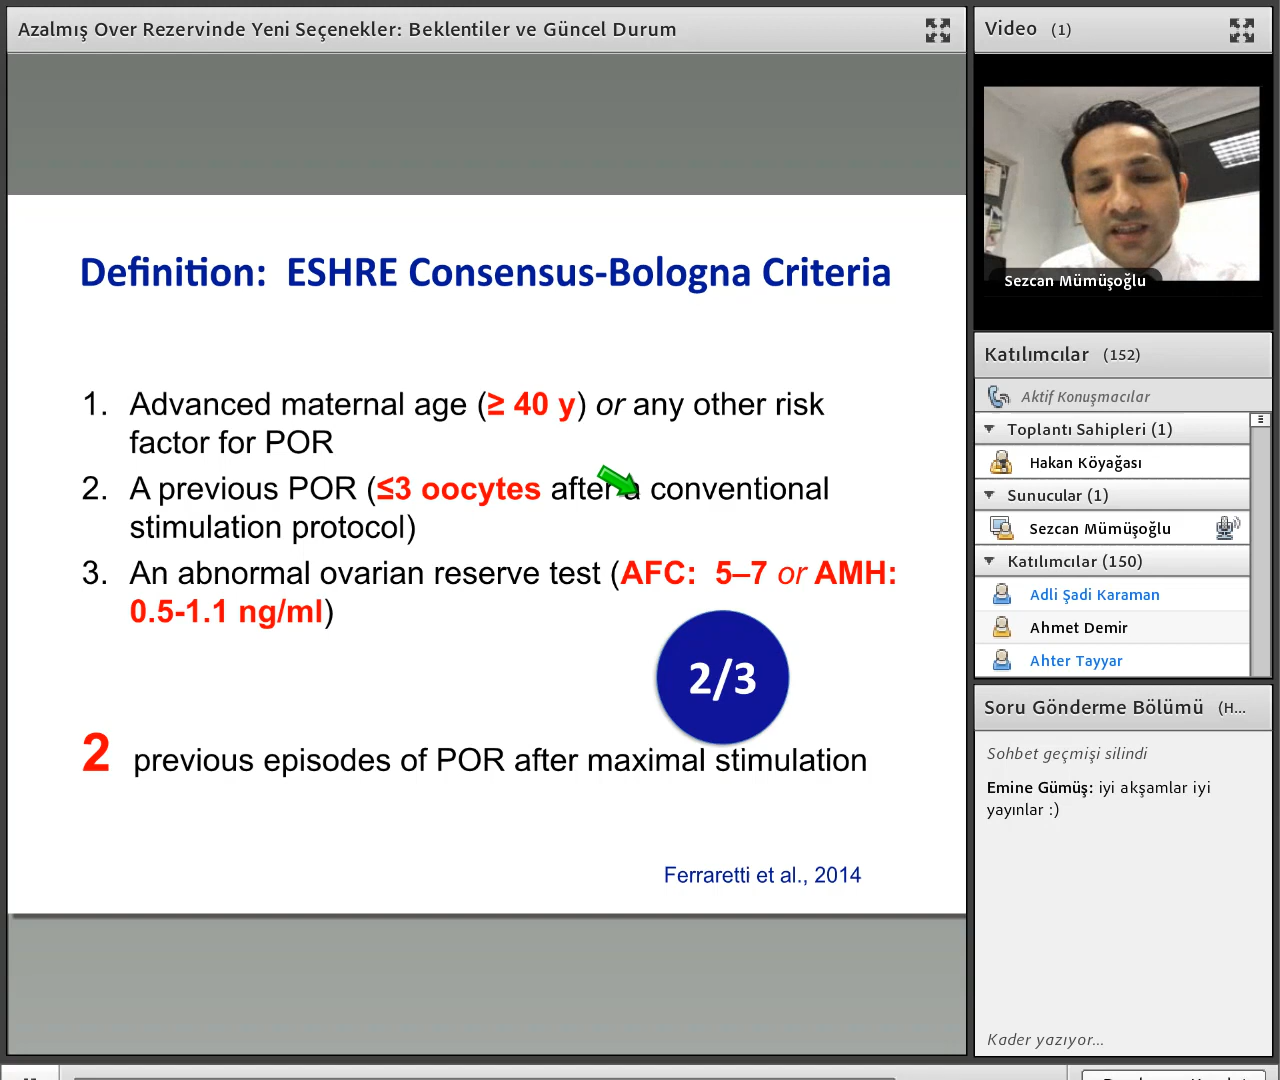 Azalmış Over Rezervinde Yeni Seçenekler: Beklentiler ve Güncel Durum
Definition: ESHRE Consensus-Bologna Criteria
1. Advanced maternal age (≥ 40 y) or any other risk
factor for POR
2. A previous POR (≤3 oocytes after a conventional
stimulation protocol)
3. An abnormal ovarian reserve test (AFC: 5–7 or AMH:
0.5-1.1 ng/ml)
2/3
2 previous episodes of POR after maximal stimulation
Ferraretti et al., 2014
Video (1)
Sezcan Mümüşoğlu
Katılımcılar (152)
Aktif Konuşmacılar
Toplantı Sahipleri (1)
Hakan Köyağası
Sunucular (1)
Sezcan Mümüşoğlu
Katılımcılar (150)
Adli Şadi Karaman
Ahmet Demir
Ahter Tayyar
Soru Gönderme Bölümü (H...
Sohbet geçmişi silindi
Emine Gümüş: iyi akşamlar iyi
yayınlar :)
Kader yazıyor...